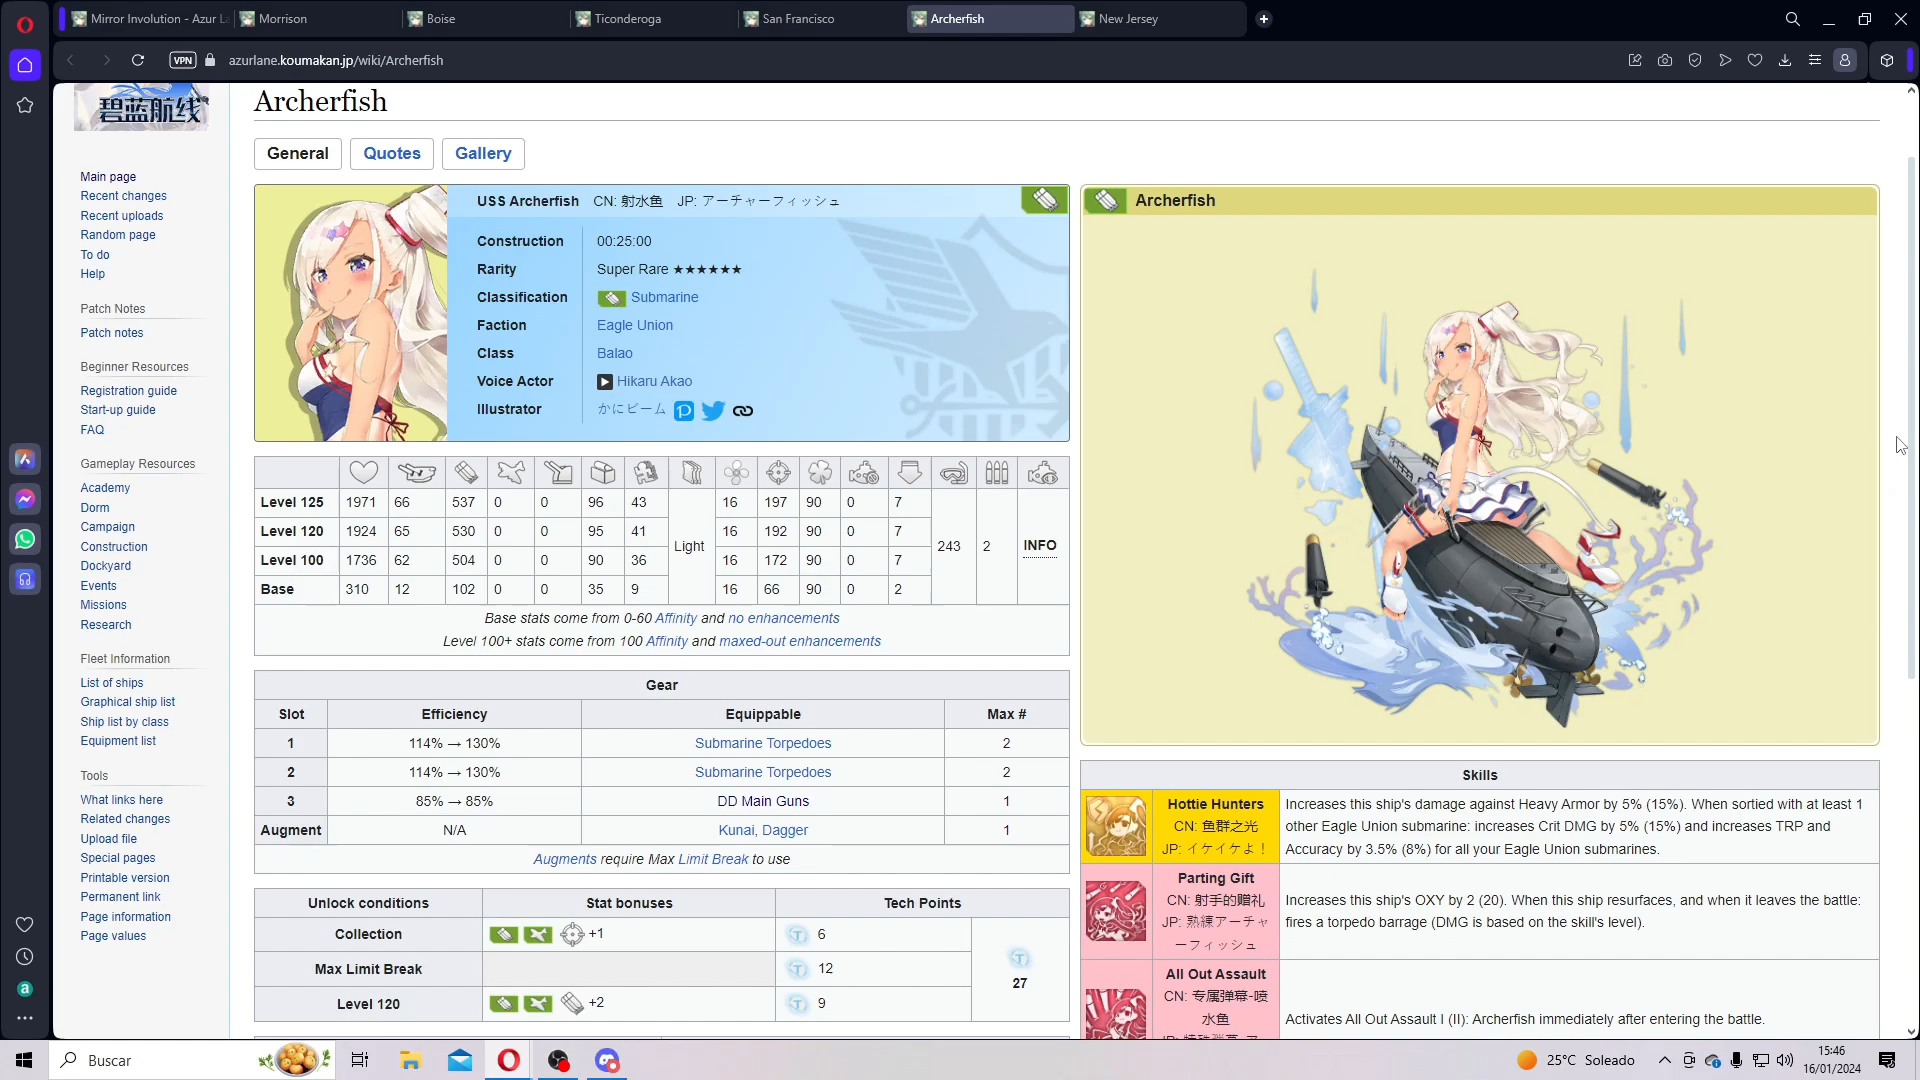 Mirror Involution - Azur La
Morrison
Boise
Ticonderoga
San Francisco
Archerfish
New Jersey
VPN
azurlane.koumakan.jp/wiki/Archerfish
碧蓝航线
Main page
Recent changes
Recent uploads
Random page
To do
Help
Patch Notes
Patch notes
Beginner Resources
Registration guide
Start-up guide
FAQ
Gameplay Resources
Academy
Dorm
Campaign
Construction
Dockyard
Events
Missions
Research
Fleet Information
List of ships
Graphical ship list
Ship list by class
Equipment list
Tools
What links here
Related changes
Upload file
Special pages
Printable version
Permanent link
Page information
Page values
Archerfish
General Quotes Gallery
USS Archerfish CN: 射水鱼 JP: アーチャーフィッシュ
Construction 00:25:00
Rarity Super Rare ★★★★★★
Classification Submarine
Faction Eagle Union
Class Balao
Voice Actor Hikaru Akao
Illustrator かにビーム
Level 125 1971 66 537 0 0 96 43 16 197 90 0 7
Level 120 1924 65 530 0 0 95 41 16 192 90 0 7
Light 243 2 INFO
Level 100 1736 62 504 0 0 90 36 16 172 90 0 7
Base 310 12 102 0 0 35 9 16 66 90 0 2
Base stats come from 0-60 Affinity and no enhancements
Level 100+ stats come from 100 Affinity and maxed-out enhancements
Gear
Slot Efficiency Equippable Max #
1 114% → 130% Submarine Torpedoes 2
2 114% → 130% Submarine Torpedoes 2
3 85% → 85% DD Main Guns 1
Augment N/A Kunai, Dagger 1
Augments require Max Limit Break to use
Unlock conditions Stat bonuses Tech Points
Collection +1 6
Max Limit Break 12
27
Level 120 +2 9
Archerfish
Skills
Hottie Hunters
CN: 鱼群之光
JP: イケイケよ！
Increases this ship's damage against Heavy Armor by 5% (15%). When sortied with at least 1
other Eagle Union submarine: increases Crit DMG by 5% (15%) and increases TRP and
Accuracy by 3.5% (8%) for all your Eagle Union submarines.
Parting Gift
CN: 射手的赠礼
JP: 熟練アーチャ
ーフィッシュ
Increases this ship's OXY by 2 (20). When this ship resurfaces, and when it leaves the battle:
fires a torpedo barrage (DMG is based on the skill's level).
All Out Assault
CN: 专属弹幕-喷
水鱼
Activates All Out Assault I (II): Archerfish immediately after entering the battle.
Buscar
25°C Soleado
15:46
16/01/2024